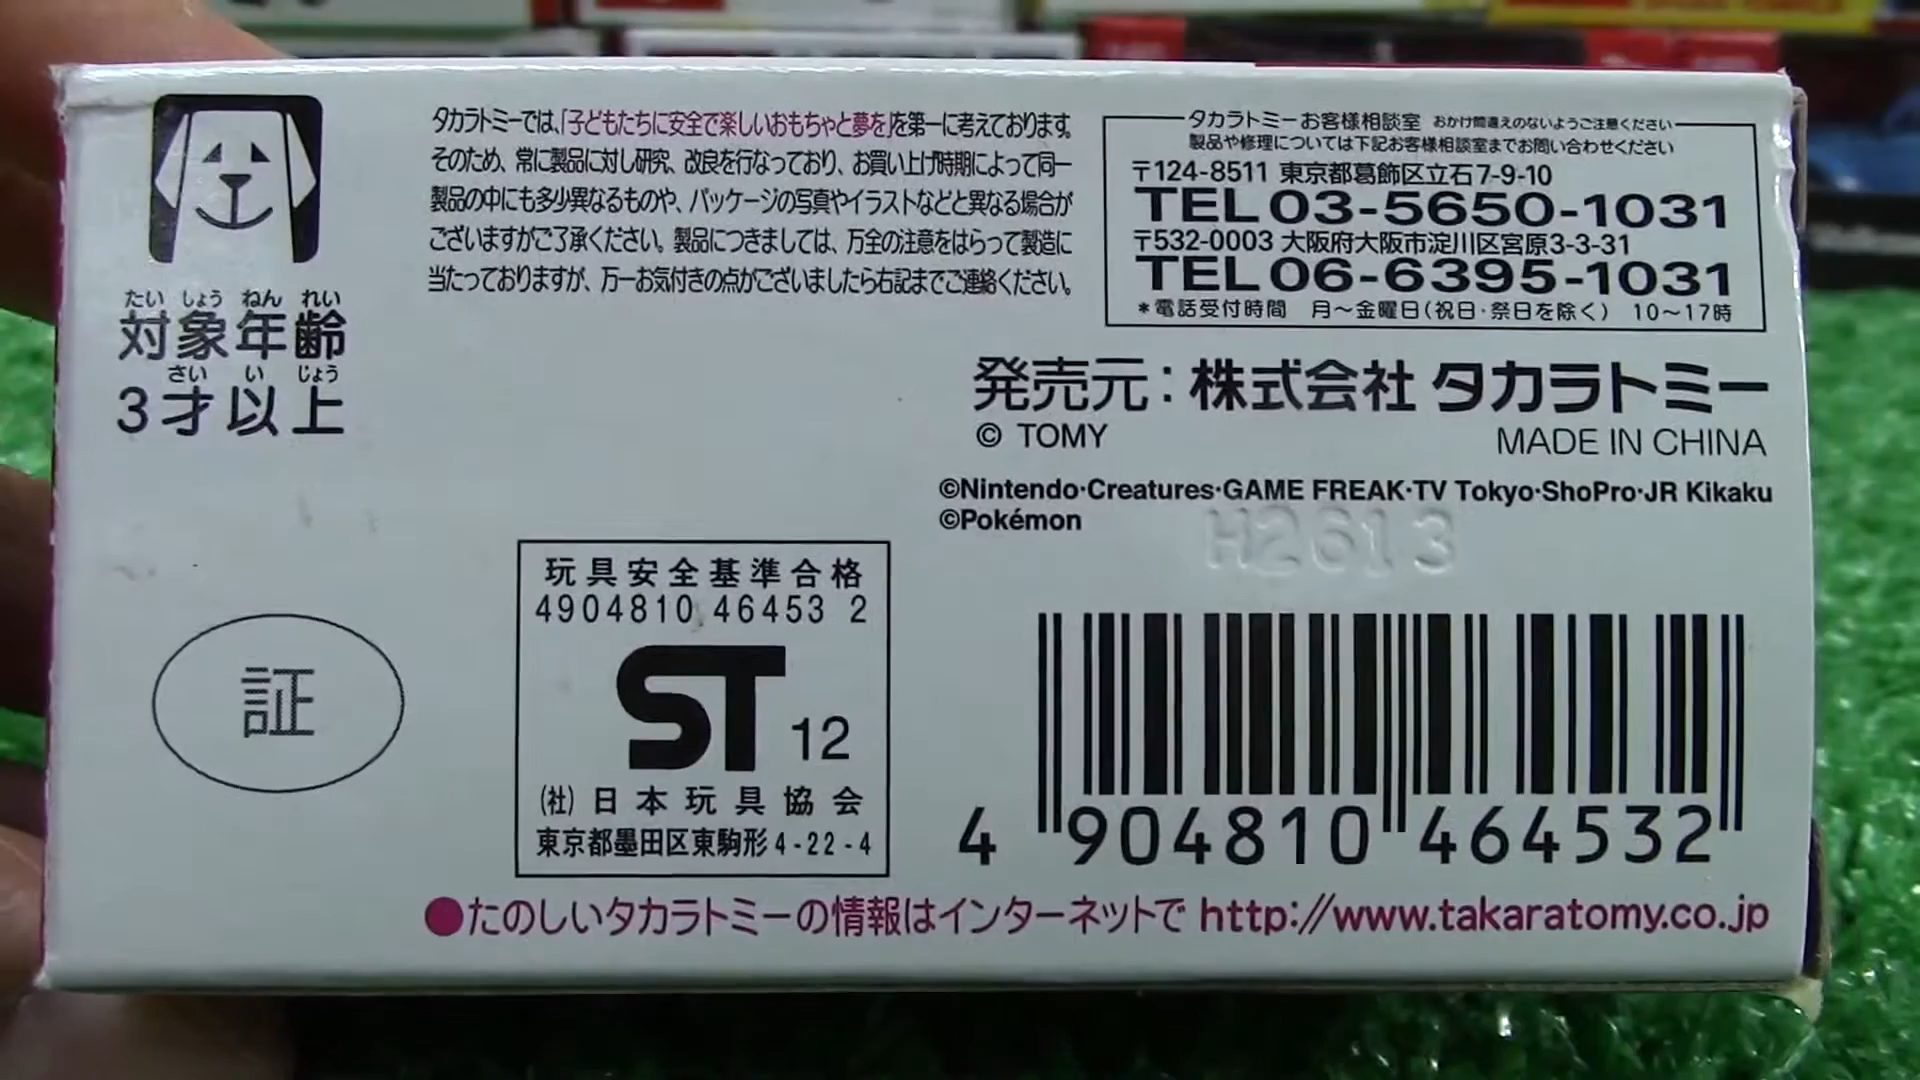 たい しょう ねん れい
対象年齢
さい い じょう
3才以上
タカラトミーでは、「子どもたちに安全で楽しいおもちゃと夢を」を第一に考えております。
そのため、常に製品に対し研究、改良を行なっており、お買い上げ時期によって同一
製品の中にも多少異なるものや、パッケージの写真やイラストなどと異なる場合が
ございますがご了承ください。製品につきましては、万全の注意をはらって製造に
当たっておりますが、万一お気付きの点がございましたら右記までご連絡ください。
タカラトミーお客様相談室 おかけ間違えのないようご注意ください
製品や修理については下記お客様相談室までお問い合わせください
〒124-8511 東京都葛飾区立石7-9-10
TEL 03-5650-1031
〒532-0003 大阪府大阪市淀川区宮原3-3-31
TEL 06-6395-1031
*電話受付時間 月〜金曜日(祝日・祭日を除く) 10〜17時
発売元:株式会社タカラトミー
© TOMY
MADE IN CHINA
©Nintendo·Creatures·GAME FREAK·TV Tokyo·ShoPro·JR Kikaku
©Pokémon
H2613
証
玩具安全基準合格
4904810 46453 2
ST 12
(社)日本玩具協会
東京都墨田区東駒形4-22-4
4 904810 464532
●たのしいタカラトミーの情報はインターネットで http://www.takaratomy.co.jp